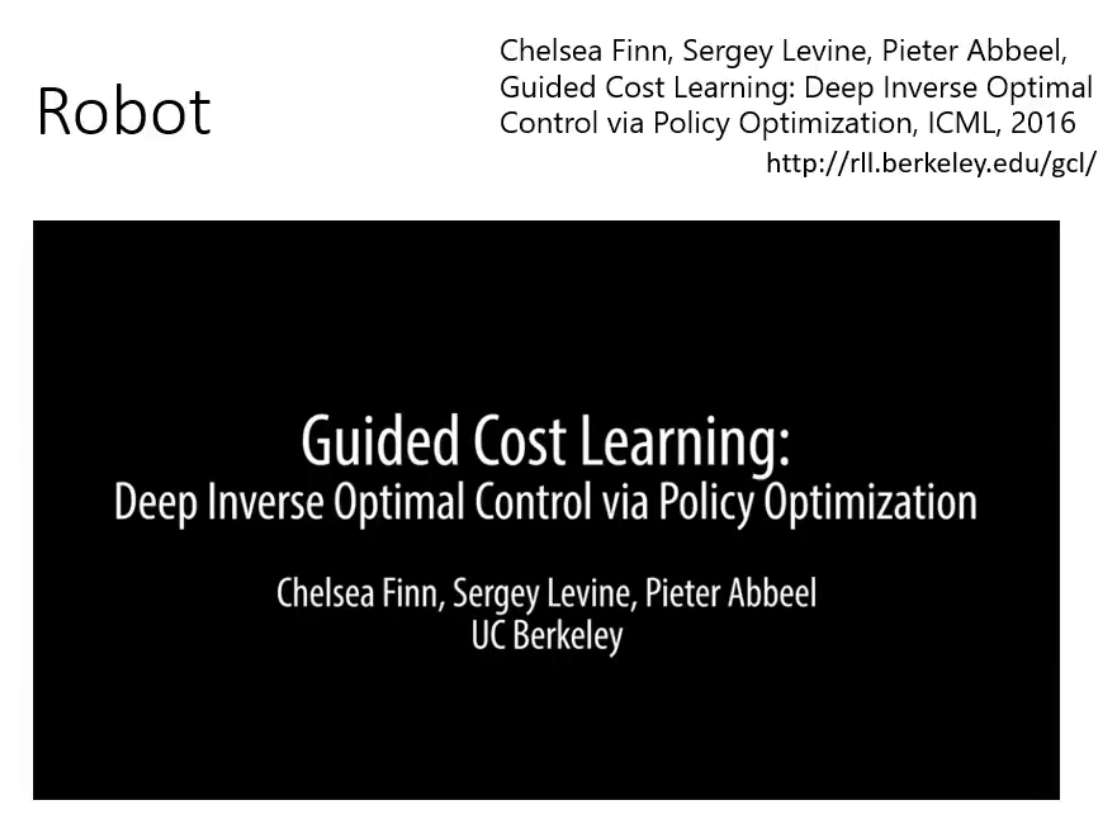 Robot
Chelsea Finn, Sergey Levine, Pieter Abbeel,
Guided Cost Learning: Deep Inverse Optimal
Control via Policy Optimization, ICML, 2016
http://rll.berkeley.edu/gcl/
Guided Cost Learning:
Deep Inverse Optimal Control via Policy Optimization
Chelsea Finn, Sergey Levine, Pieter Abbeel
UC Berkeley